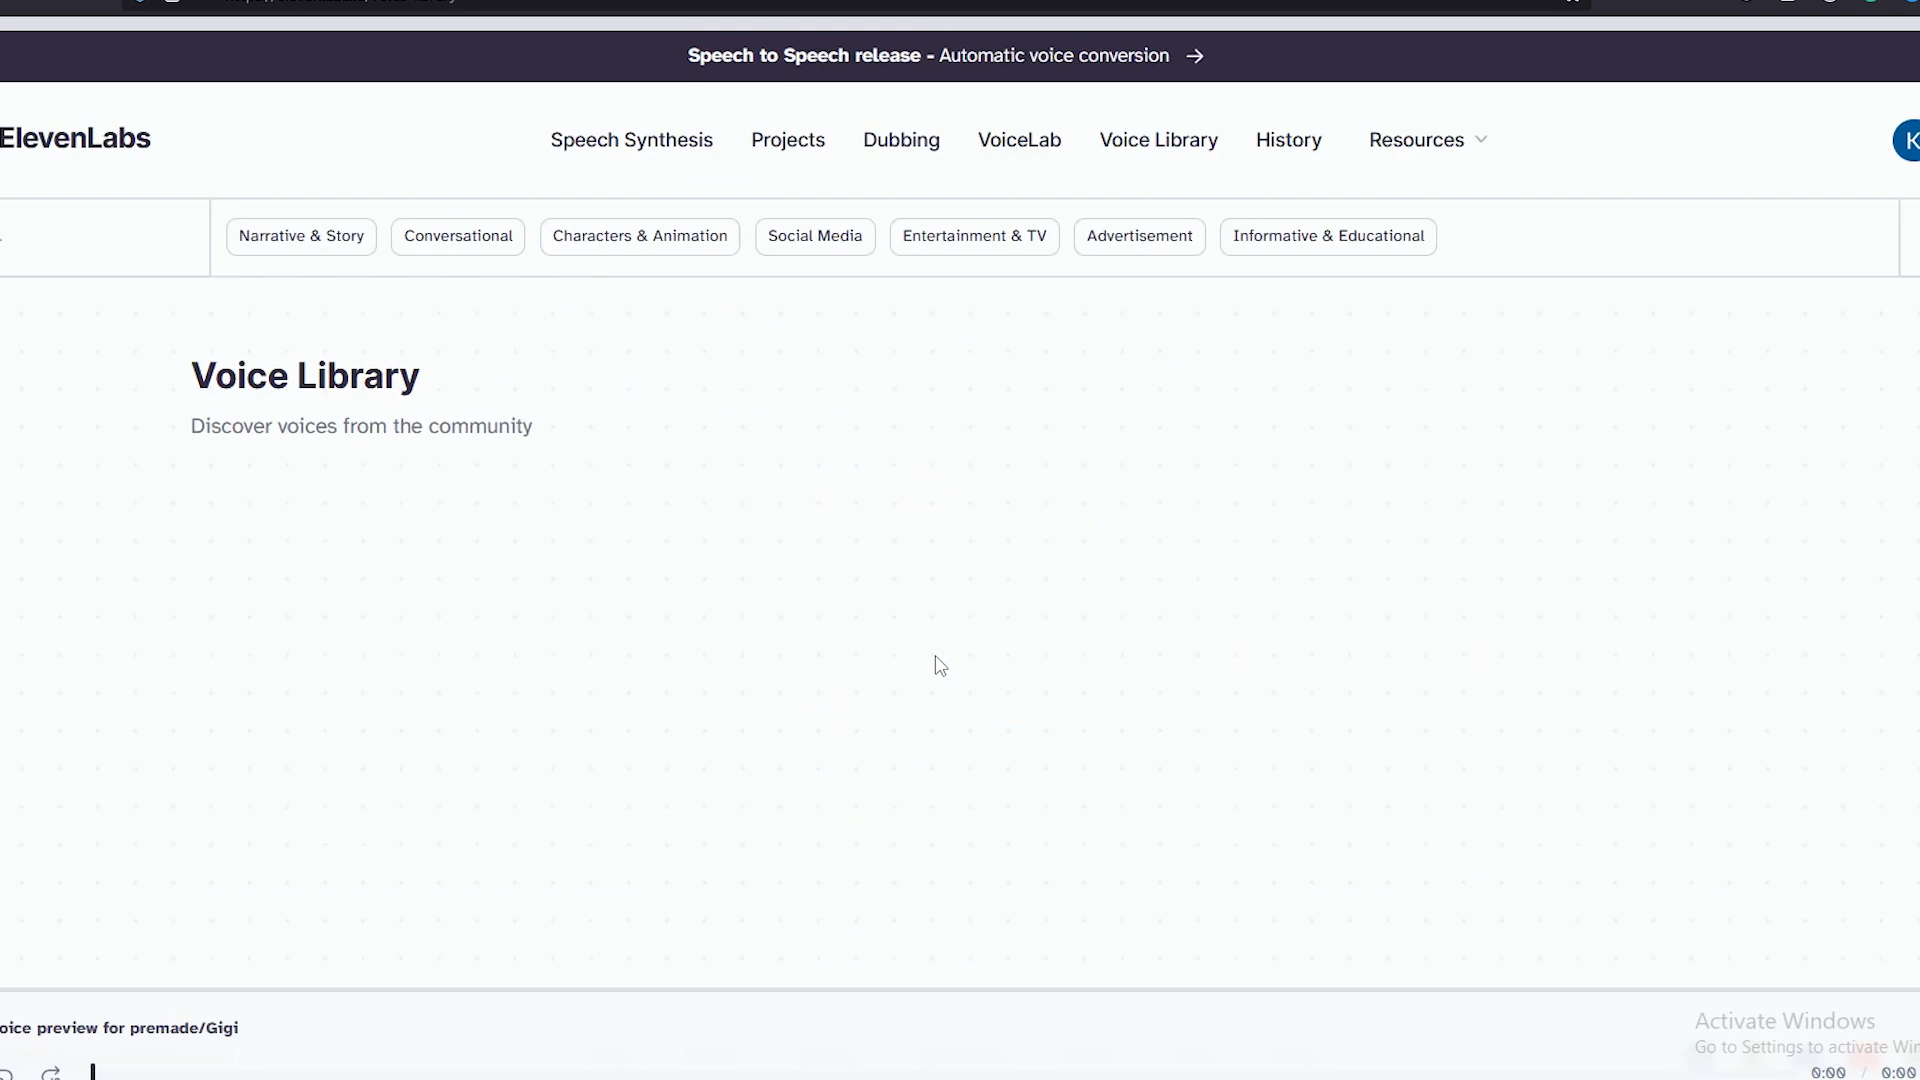 Speech to Speech release - Automatic voice conversion →
ElevenLabs
Speech Synthesis Projects Dubbing VoiceLab Voice Library History Resources
K
Narrative & Story Conversational Characters & Animation Social Media Entertainment & TV Advertisement Informative & Educational
Voice Library
Discover voices from the community
oice preview for premade/Gigi
Activate Windows
Go to Settings to activate Win
0:00 / 0:00